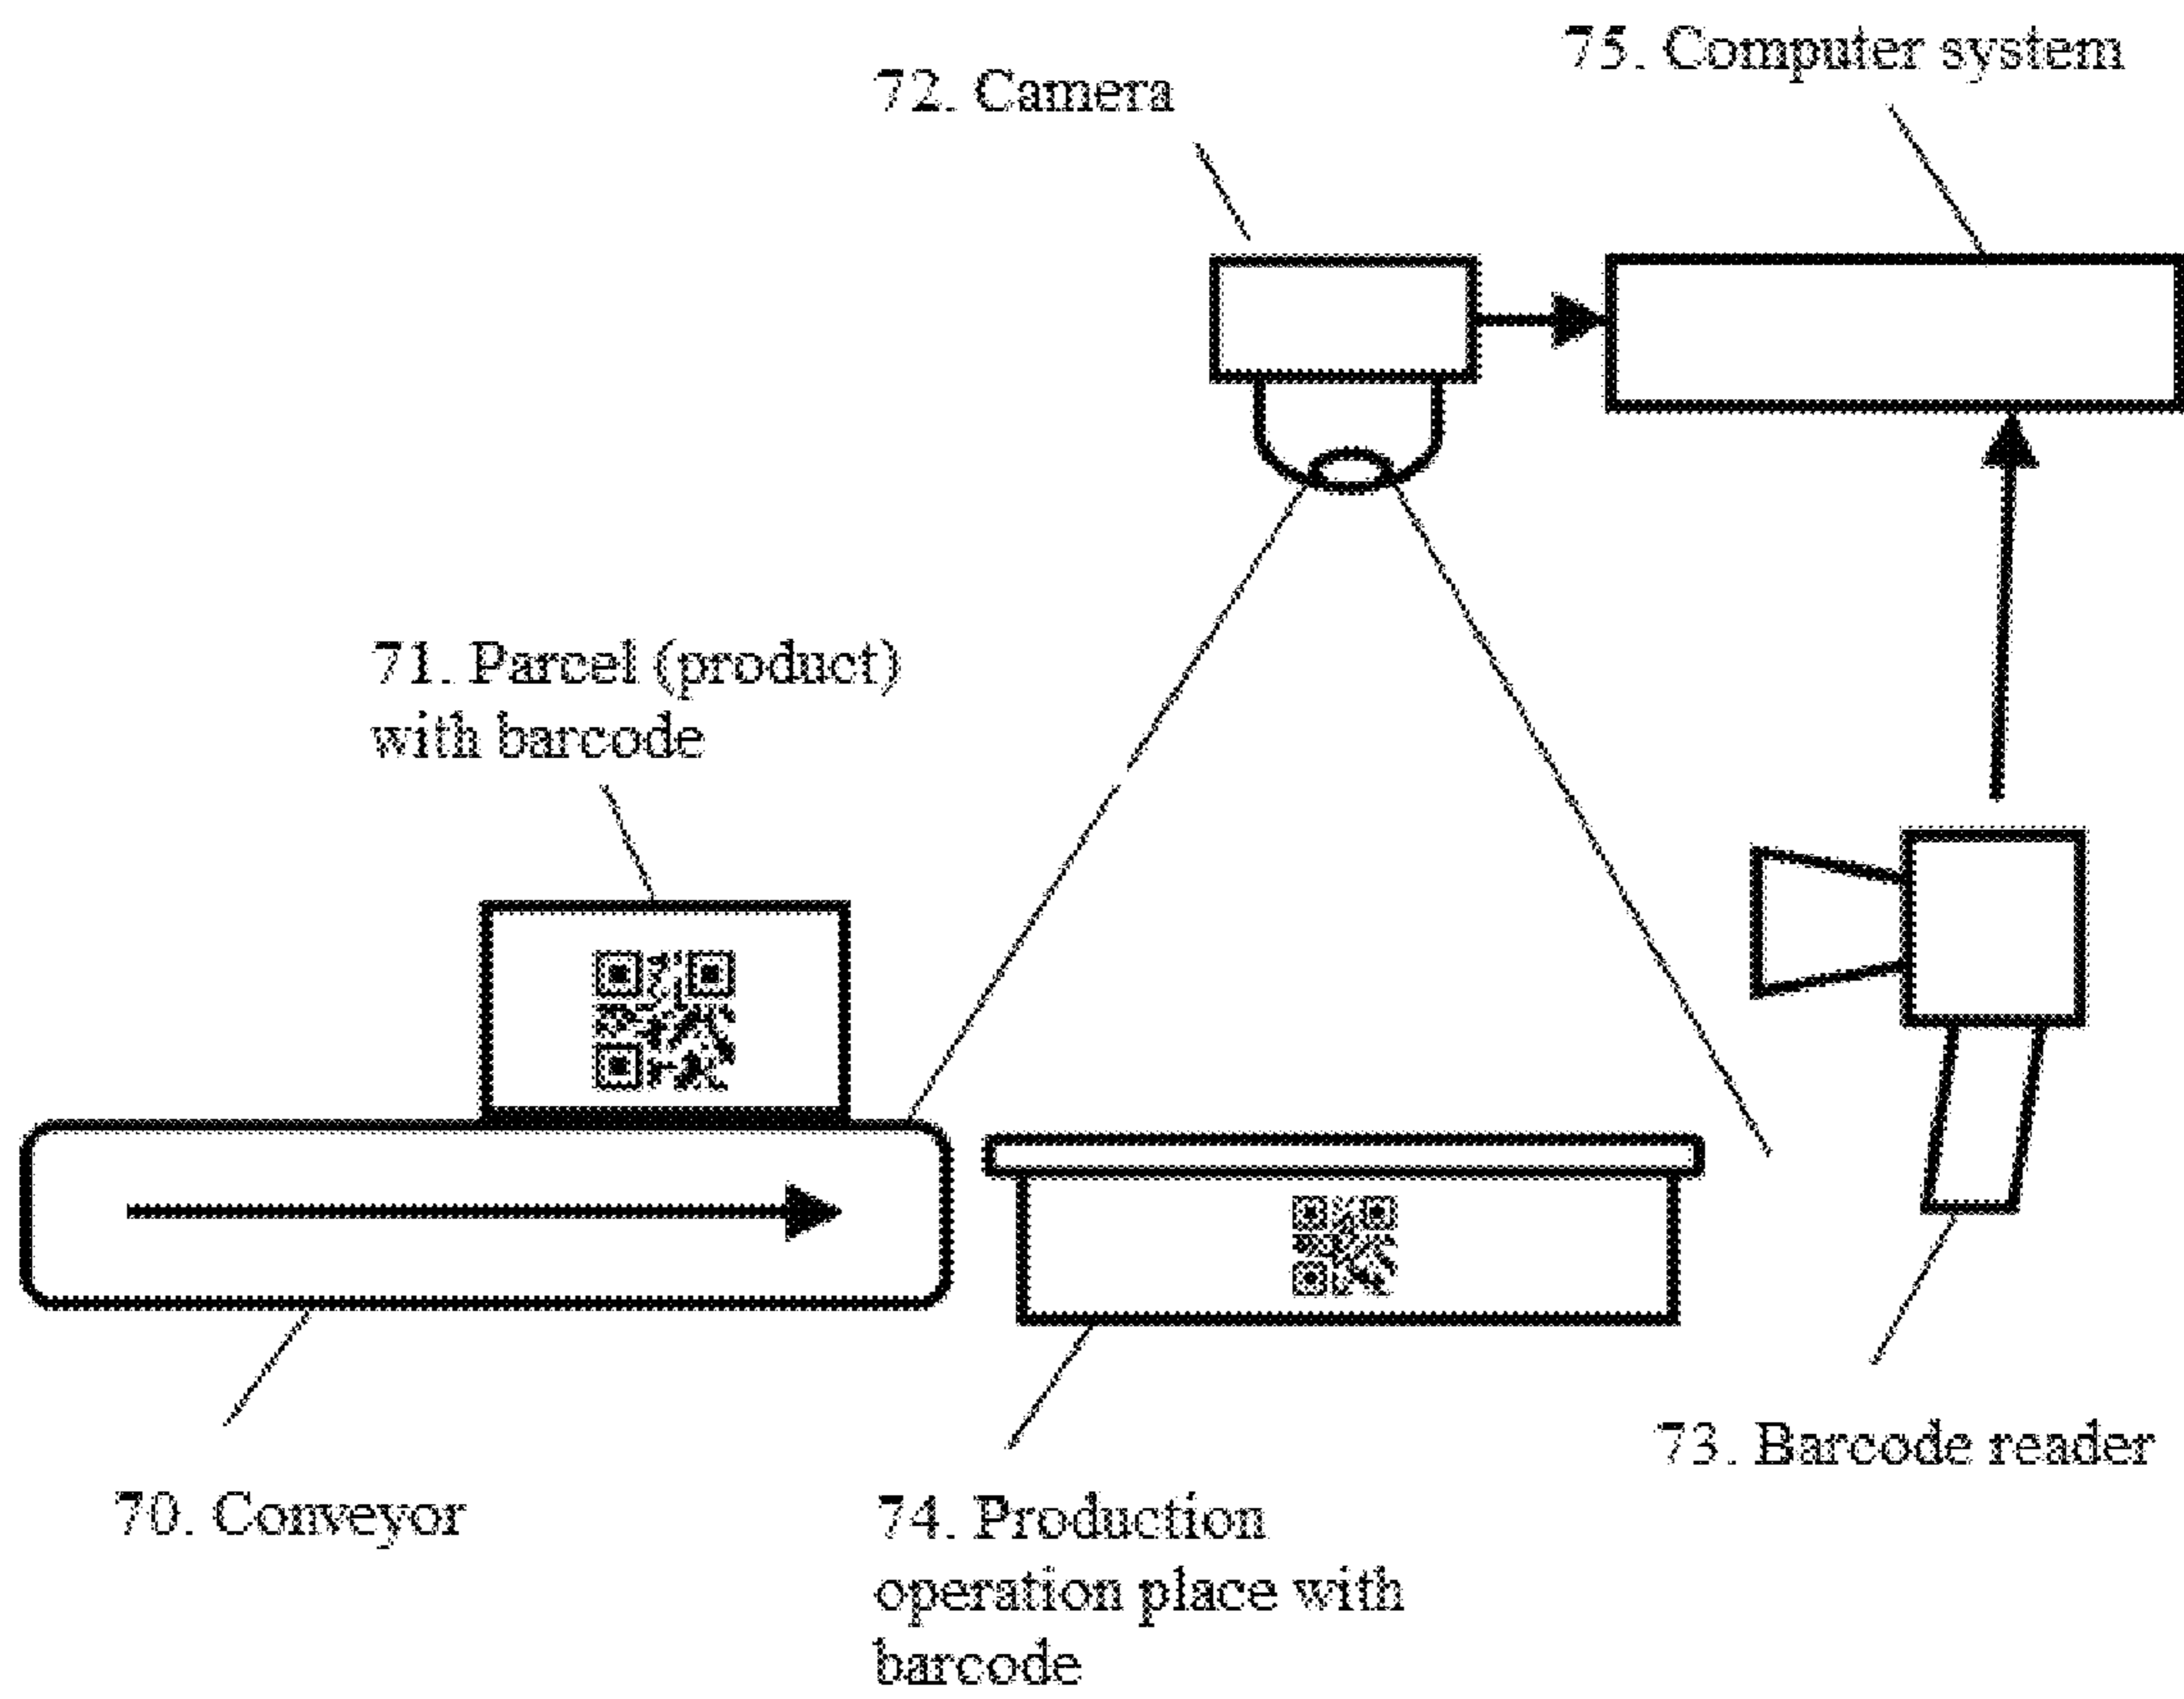 75. Computer system
72. Camera
71. Parcel (product)
with barcode
73. Barcode reader
70. Conveyor
74. Production
operation place with
barcode